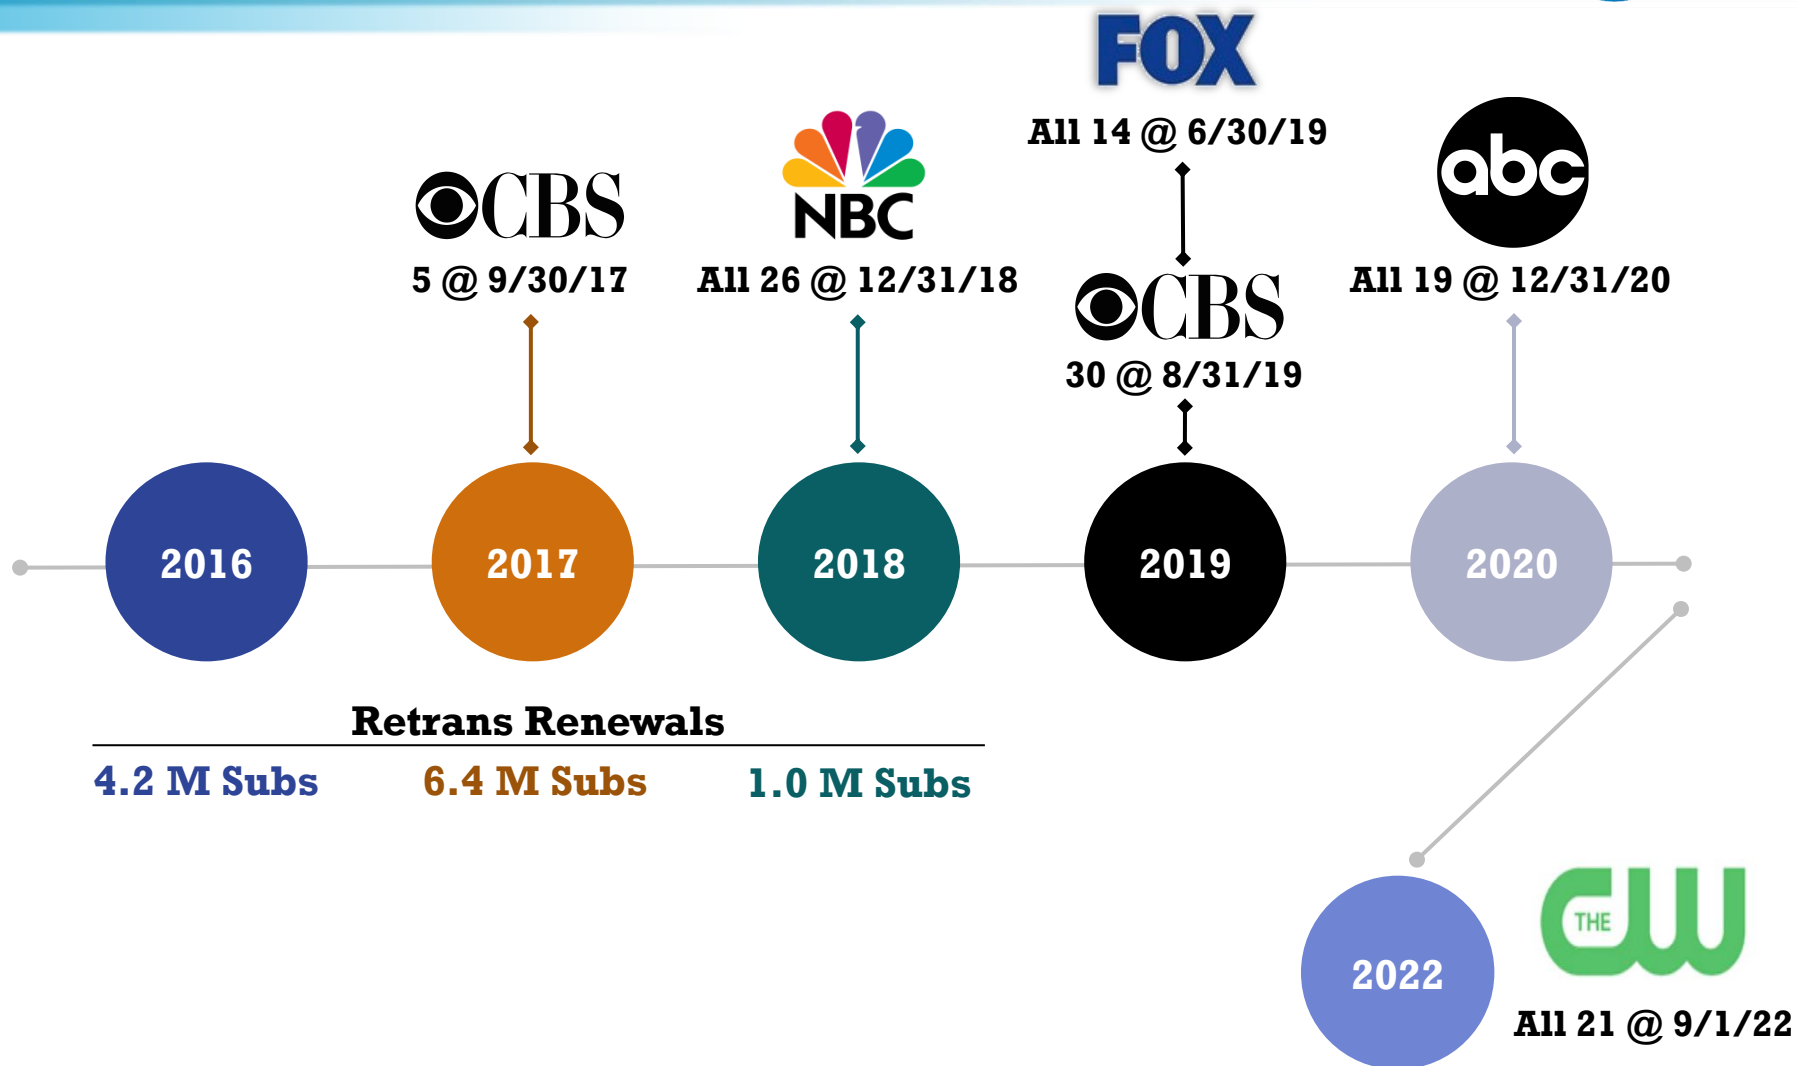 FOX
All 14 @ 6/30/19
abc
CBS
NBC
5 @ 9/30/17
All 26 @ 12/31/18
CBS
30 @ 8/31/19
All 19 @ 12/31/20
2016
2017
2018
2019
2020
Retrans Renewals
4.2 M Subs
6.4 M Subs
1.0 M Subs
2022
THE CW
All 21 @ 9/1/22